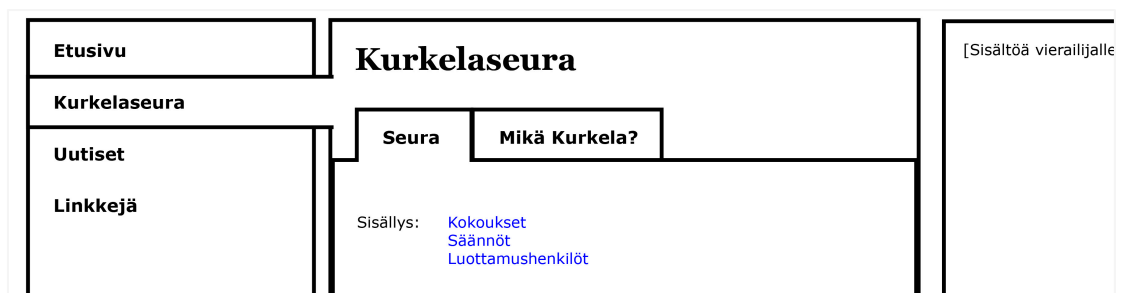 Etusivu
Kurkelaseura
Uutiset
Linkkejä
Kurkelaseura
Seura
Mikä Kurkela?
Sisällys:
Kokoukset
Säännöt
Luottamushenkilöt
[Sisältöä vierailijalle